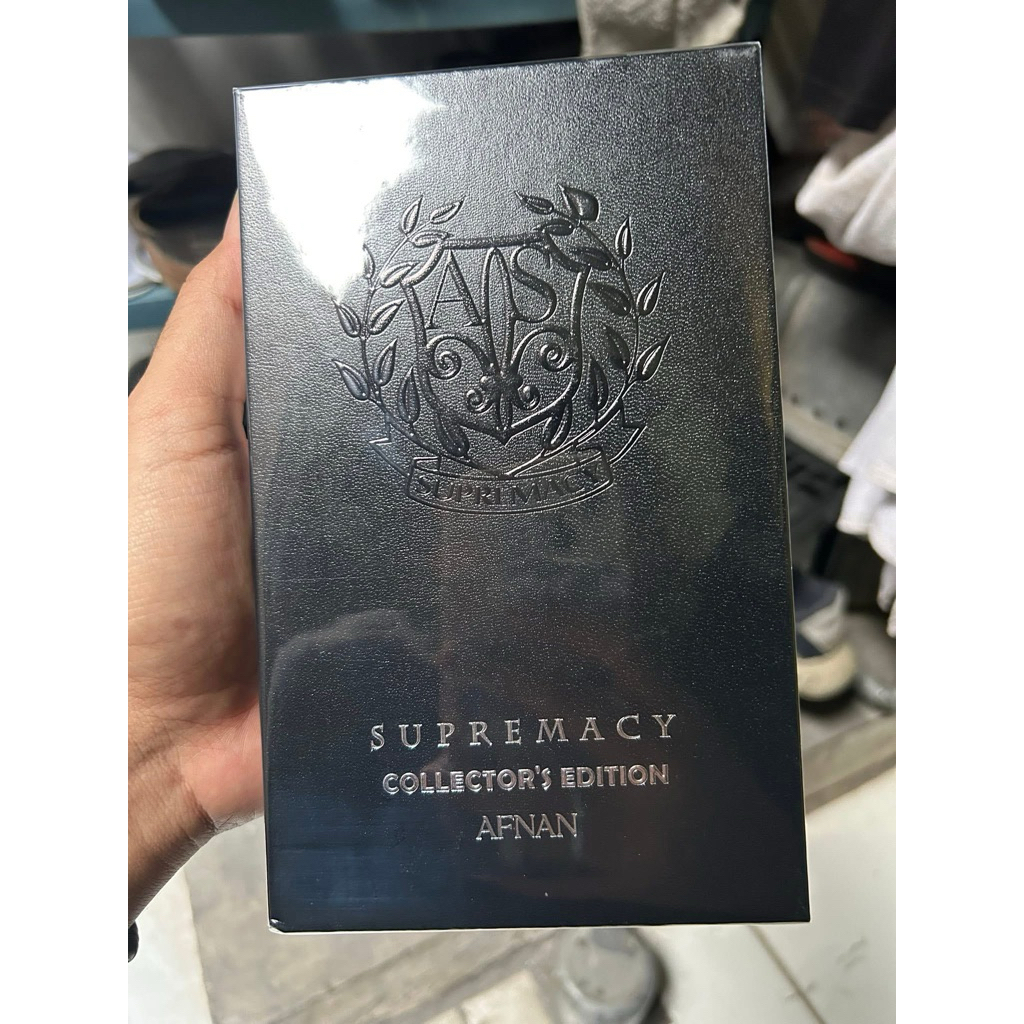 AS
SUPREMACY
SUPREMACY
COLLECTOR'S EDITION
AFNAN